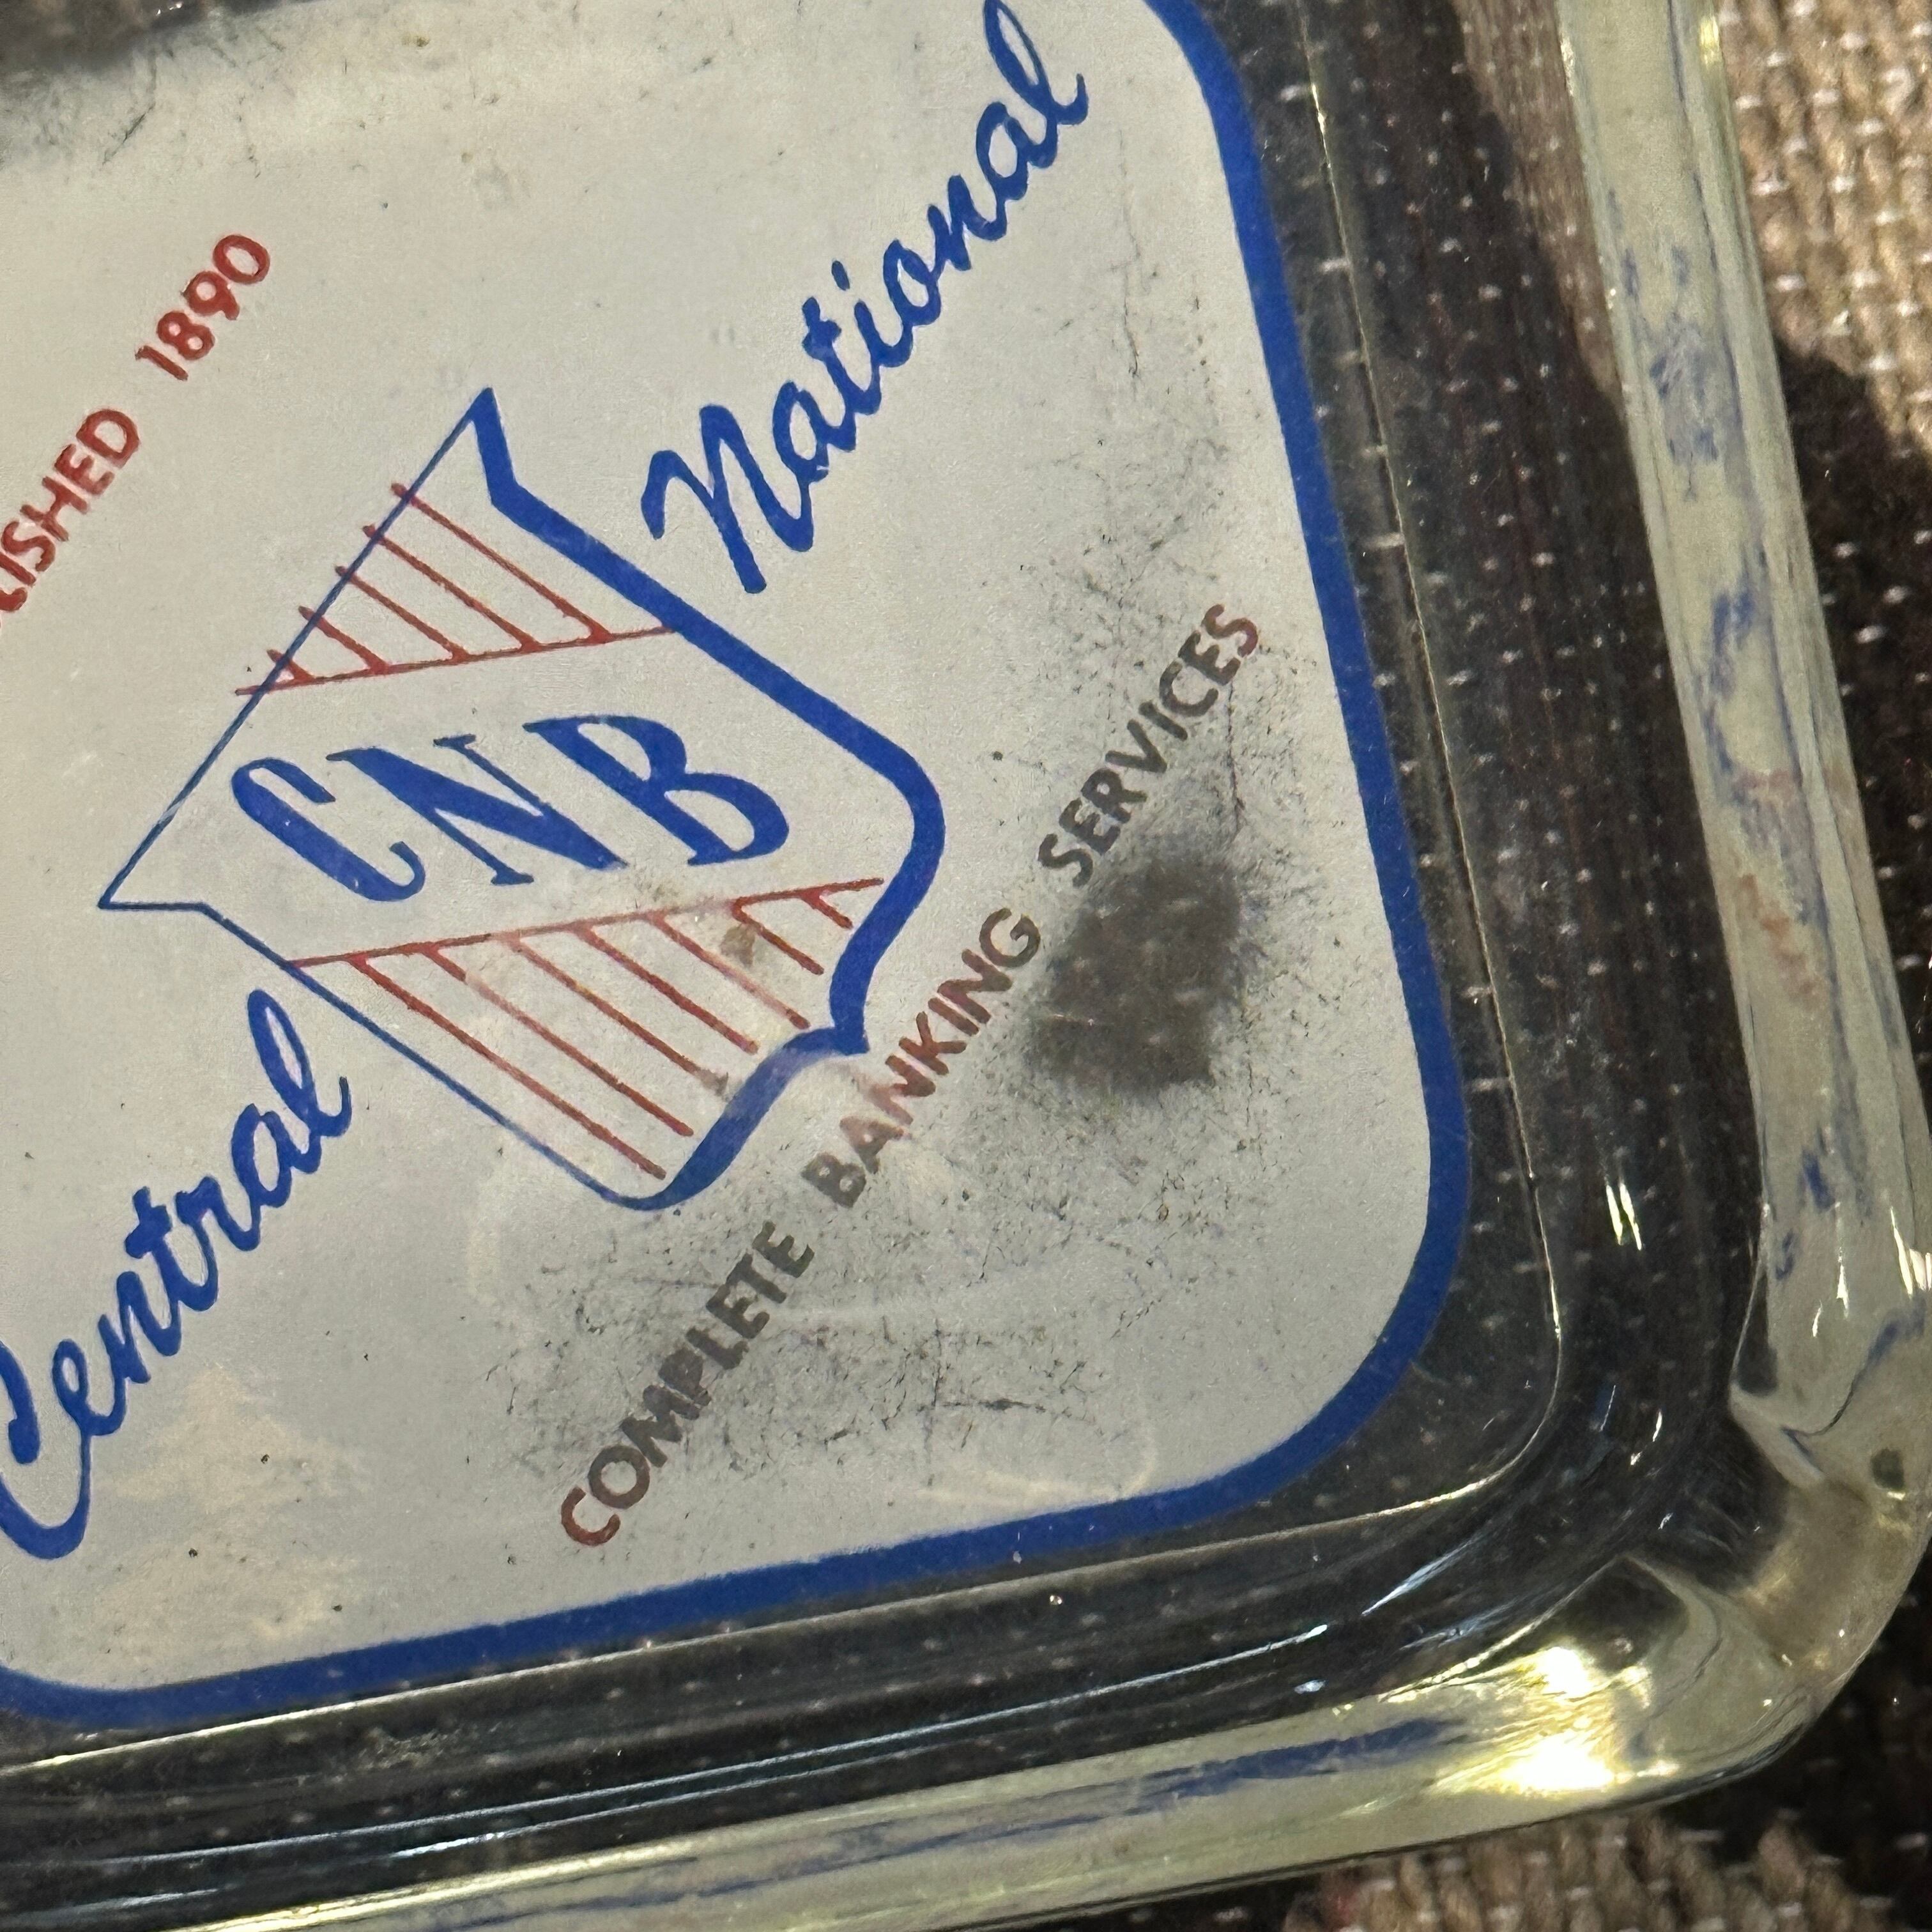 LISHED 1890
Central National
CNB
COMPLETE BANKING SERVICES